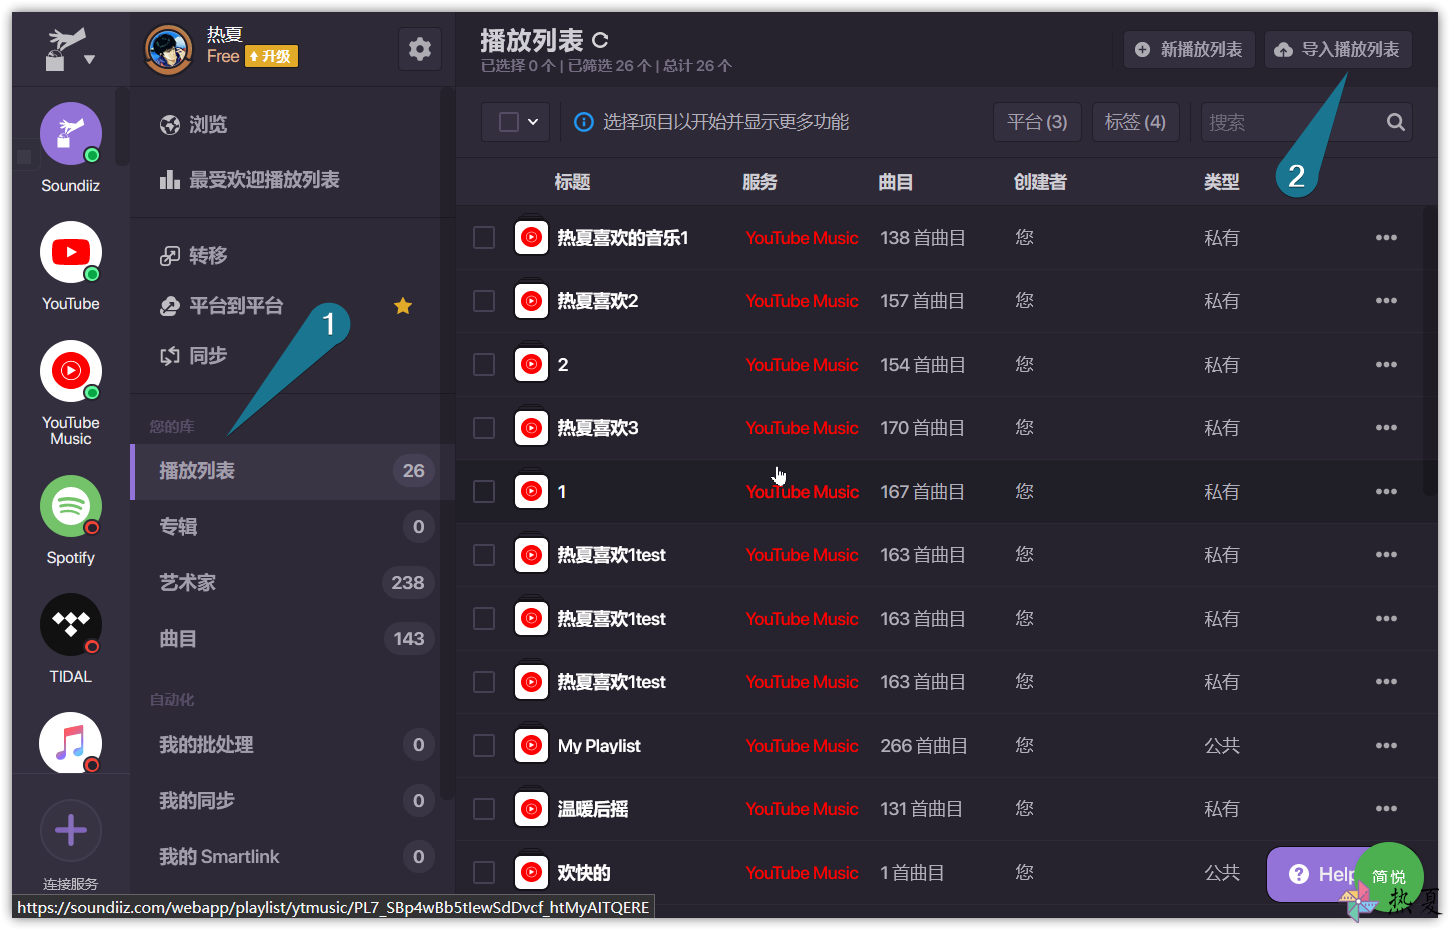 热夏
Free 升级
Soundiiz
YouTube
YouTube
Music
Spotify
TIDAL
连接服务
浏览
最受欢迎播放列表
转移
平台到平台
同步
1
您的库
播放列表 26
专辑 0
艺术家 238
曲目 143
自动化
我的批处理 0
我的同步 0
我的 Smartlink 0
播放列表
已选择 0 个 | 已筛选 26 个 | 总计 26 个
新播放列表
导入播放列表
选择项目以开始并显示更多功能
平台 (3)
标签 (4)
搜索
2
标题 服务 曲目 创建者 类型
热夏喜欢的音乐1 YouTube Music 138 首曲目 您 私有
热夏喜欢2 YouTube Music 157 首曲目 您 私有
2 YouTube Music 154 首曲目 您 私有
热夏喜欢3 YouTube Music 170 首曲目 您 私有
1 YouTube Music 167 首曲目 您 私有
热夏喜欢1test YouTube Music 163 首曲目 您 私有
热夏喜欢1test YouTube Music 163 首曲目 您 私有
热夏喜欢1test YouTube Music 163 首曲目 您 私有
My Playlist YouTube Music 266 首曲目 您 公共
温暖后摇 YouTube Music 131 首曲目 您 私有
欢快的 YouTube Music 1 首曲目 您 公共
Help
简悦
热夏
https://soundiiz.com/webapp/playlist/ytmusic/PL7_SBp4wBb5tIewSdDvcf_htMyAITQERE